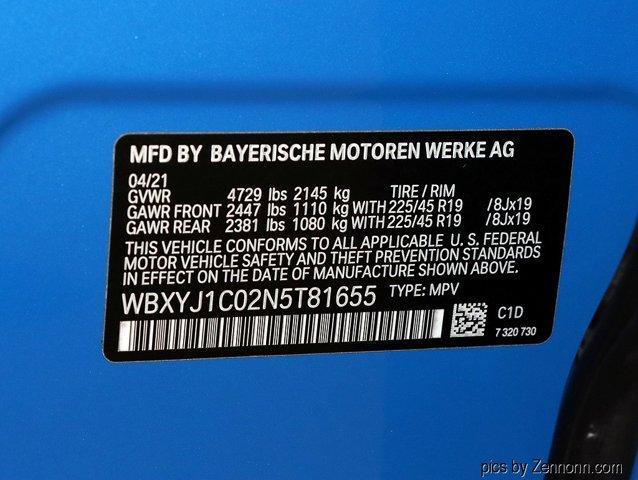 MFD BY BAYERISCHE MOTOREN WERKE AG
04/21
GVWR 4729 lbs 2145 kg TIRE / RIM
GAWR FRONT 2447 lbs 1110 kg WITH 225/45 R19 /8Jx19
GAWR REAR 2381 lbs 1080 kg WITH 225/45 R19 /8Jx19
THIS VEHICLE CONFORMS TO ALL APPLICABLE U. S. FEDERAL
MOTOR VEHICLE SAFETY AND THEFT PREVENTION STANDARDS
IN EFFECT ON THE DATE OF MANUFACTURE SHOWN ABOVE.
WBXYJ1C02N5T81655 TYPE: MPV
C1D
7 320 730
pics by Zennonn.com